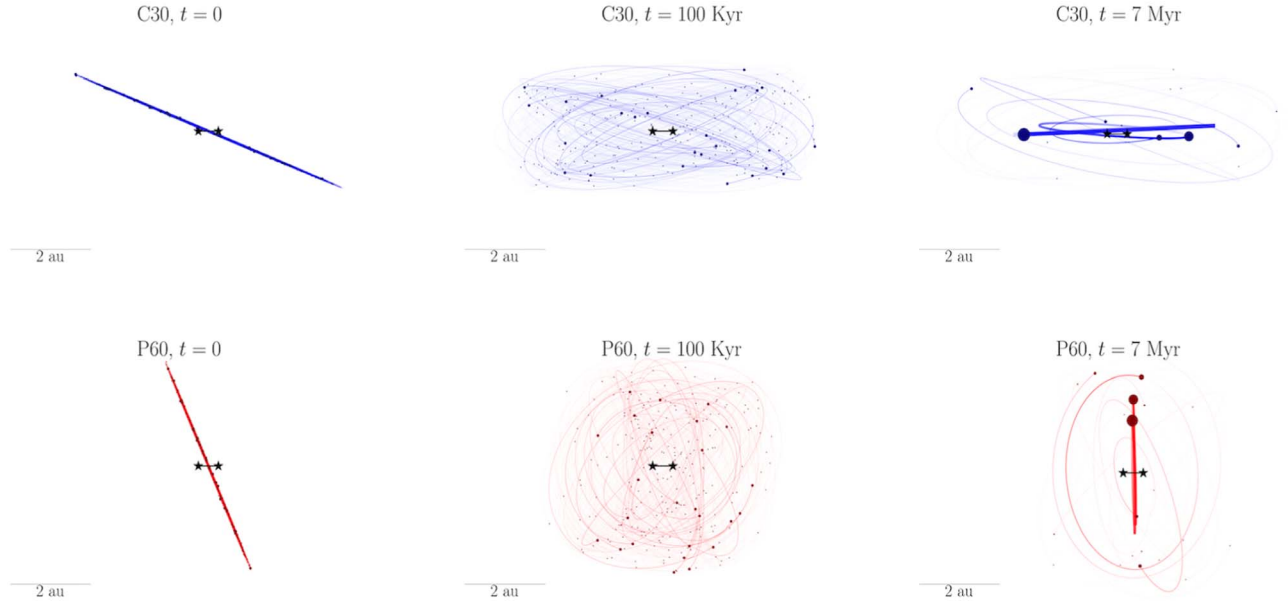 C30, t = 0
C30, t = 100 Kyr
C30, t = 7 Myr
2 au
2 au
2 au
P60, t = 0
P60, t = 100 Kyr
P60, t = 7 Myr
2 au
2 au
2 au